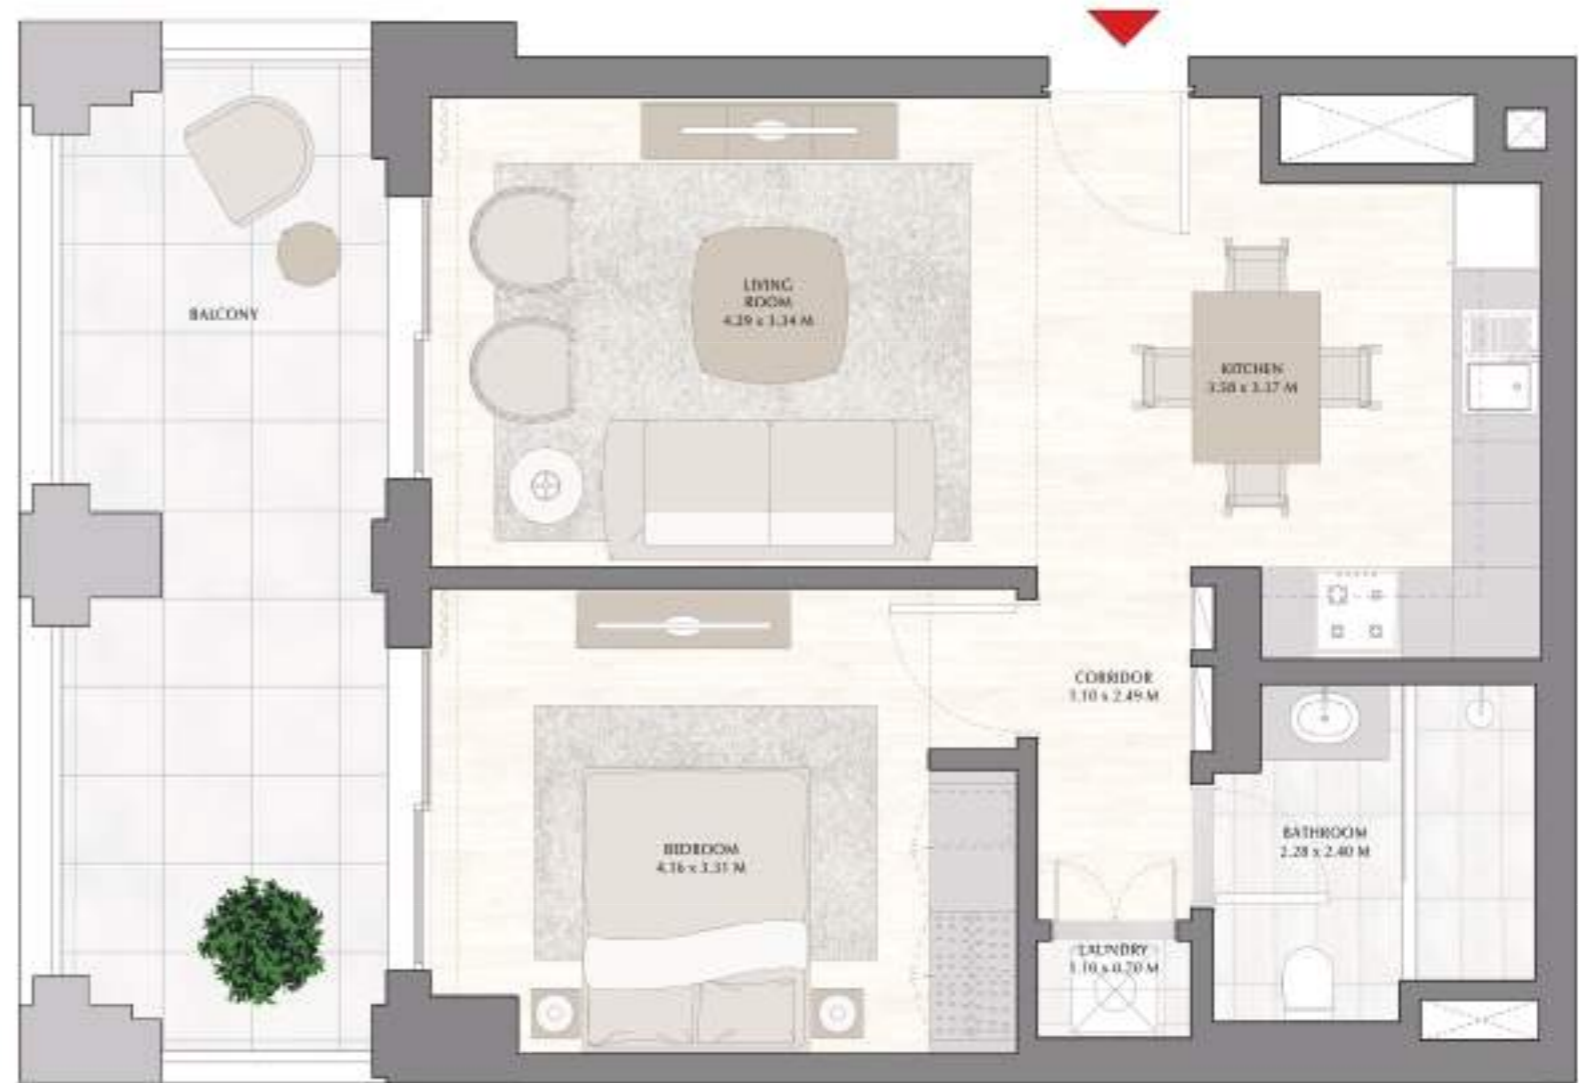 LIVING
ROOM
4.29 x 3.34 M
BALCONY
KITCHEN
3.58 x 3.37 M
CORRIDOR
1.10 x 2.49 M
BEDROOM
4.16 x 3.31 M
BATHROOM
2.28 x 2.40 M
LAUNDRY
1.10 x 0.70 M